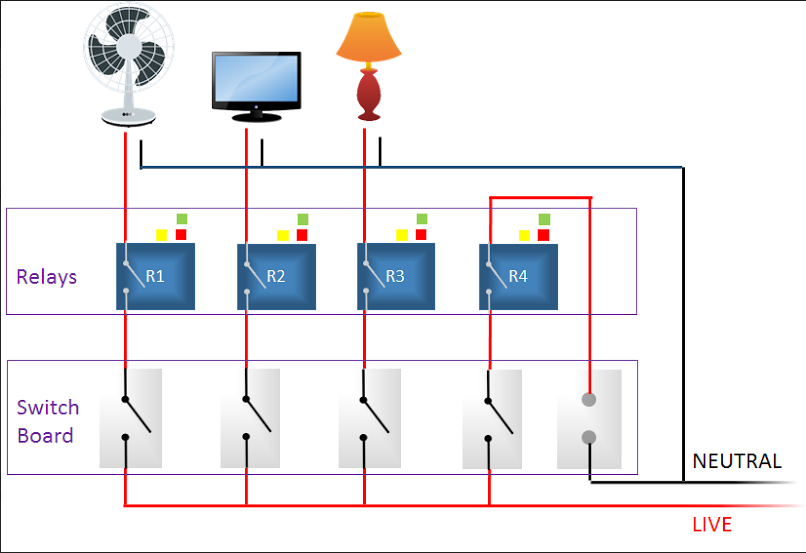 Relays
R1
R2
R3
R4
Switch
Board
NEUTRAL
LIVE